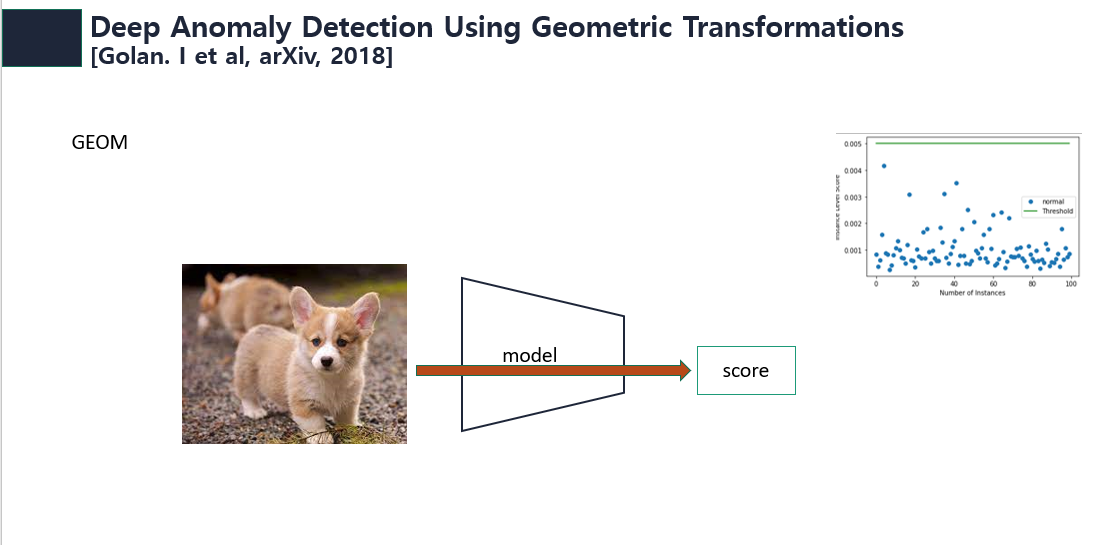 Deep Anomaly Detection Using Geometric Transformations
[Golan. I et al, arXiv, 2018]
GEOM
0.005
0.004
0.003
0.002
0.001
Instance Level Score
normal
Threshold
0 20 40 60 80 100
Number of Instances
model
score